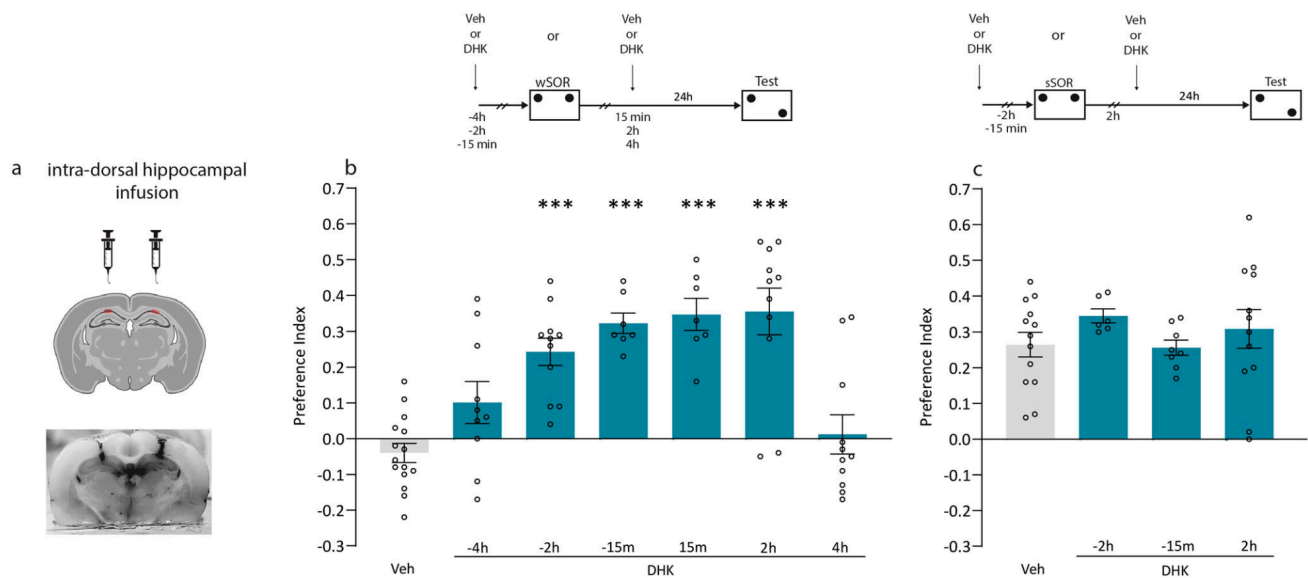 Veh
or
DHK
or
Veh
or
DHK
wSOR
Test
24h
-4h
-2h
-15 min
15 min
2h
4h
Veh
or
DHK
or
Veh
or
DHK
sSOR
Test
24h
-2h
-15 min
2h
a
intra-dorsal hippocampal
infusion
b
Preference Index
0.7
0.6
0.5
0.4
0.3
0.2
0.1
0.0
-0.1
-0.2
-0.3
*** *** *** ***
-4h -2h -15m 15m 2h 4h
Veh DHK
c
Preference Index
0.7
0.6
0.5
0.4
0.3
0.2
0.1
0.0
-0.1
-0.2
-0.3
-2h -15m 2h
Veh DHK